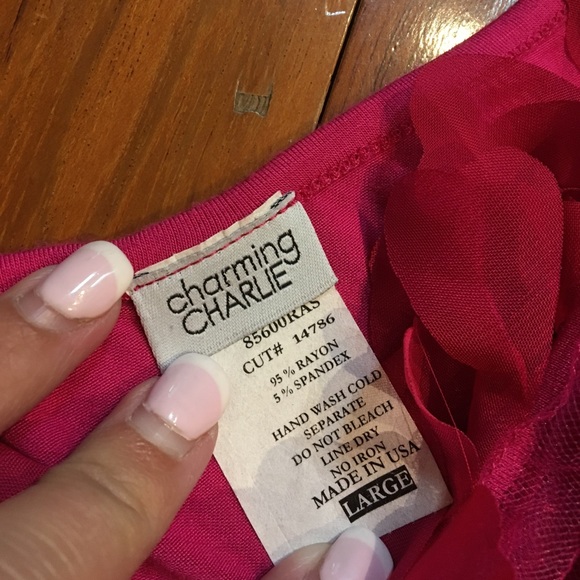 charming
CHARLIE
85600RAS
CUT# 14786
95% RAYON
5% SPANDEX
HAND WASH COLD
SEPARATE
DO NOT BLEACH
LINE DRY
NO IRON
MADE IN USA
LARGE